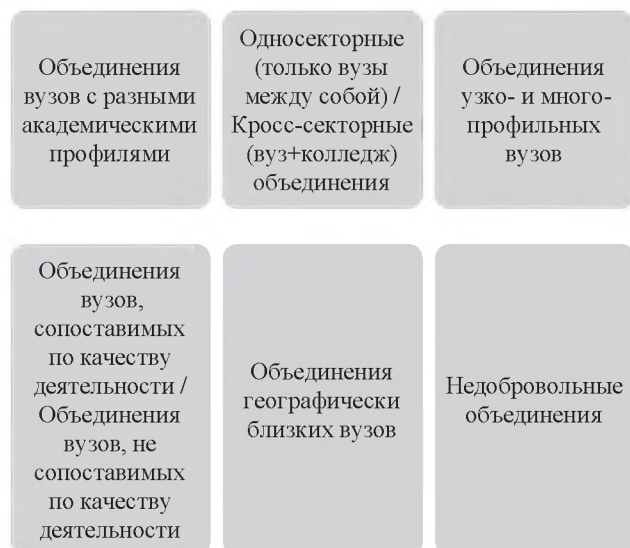 Объединения
вузов с разными
академическими
профилями
Односекторные
(только вузы
между собой) /
Кросс-секторные
(вуз+колледж)
объединения
Объединения
узко- и много-
профильных
вузов
Объединения
вузов,
сопоставимых
по качеству
деятельности /
Объединения
вузов, не
сопоставимых
по качеству
деятельности
Объединения
географически
близких вузов
Недобровольные
объединения